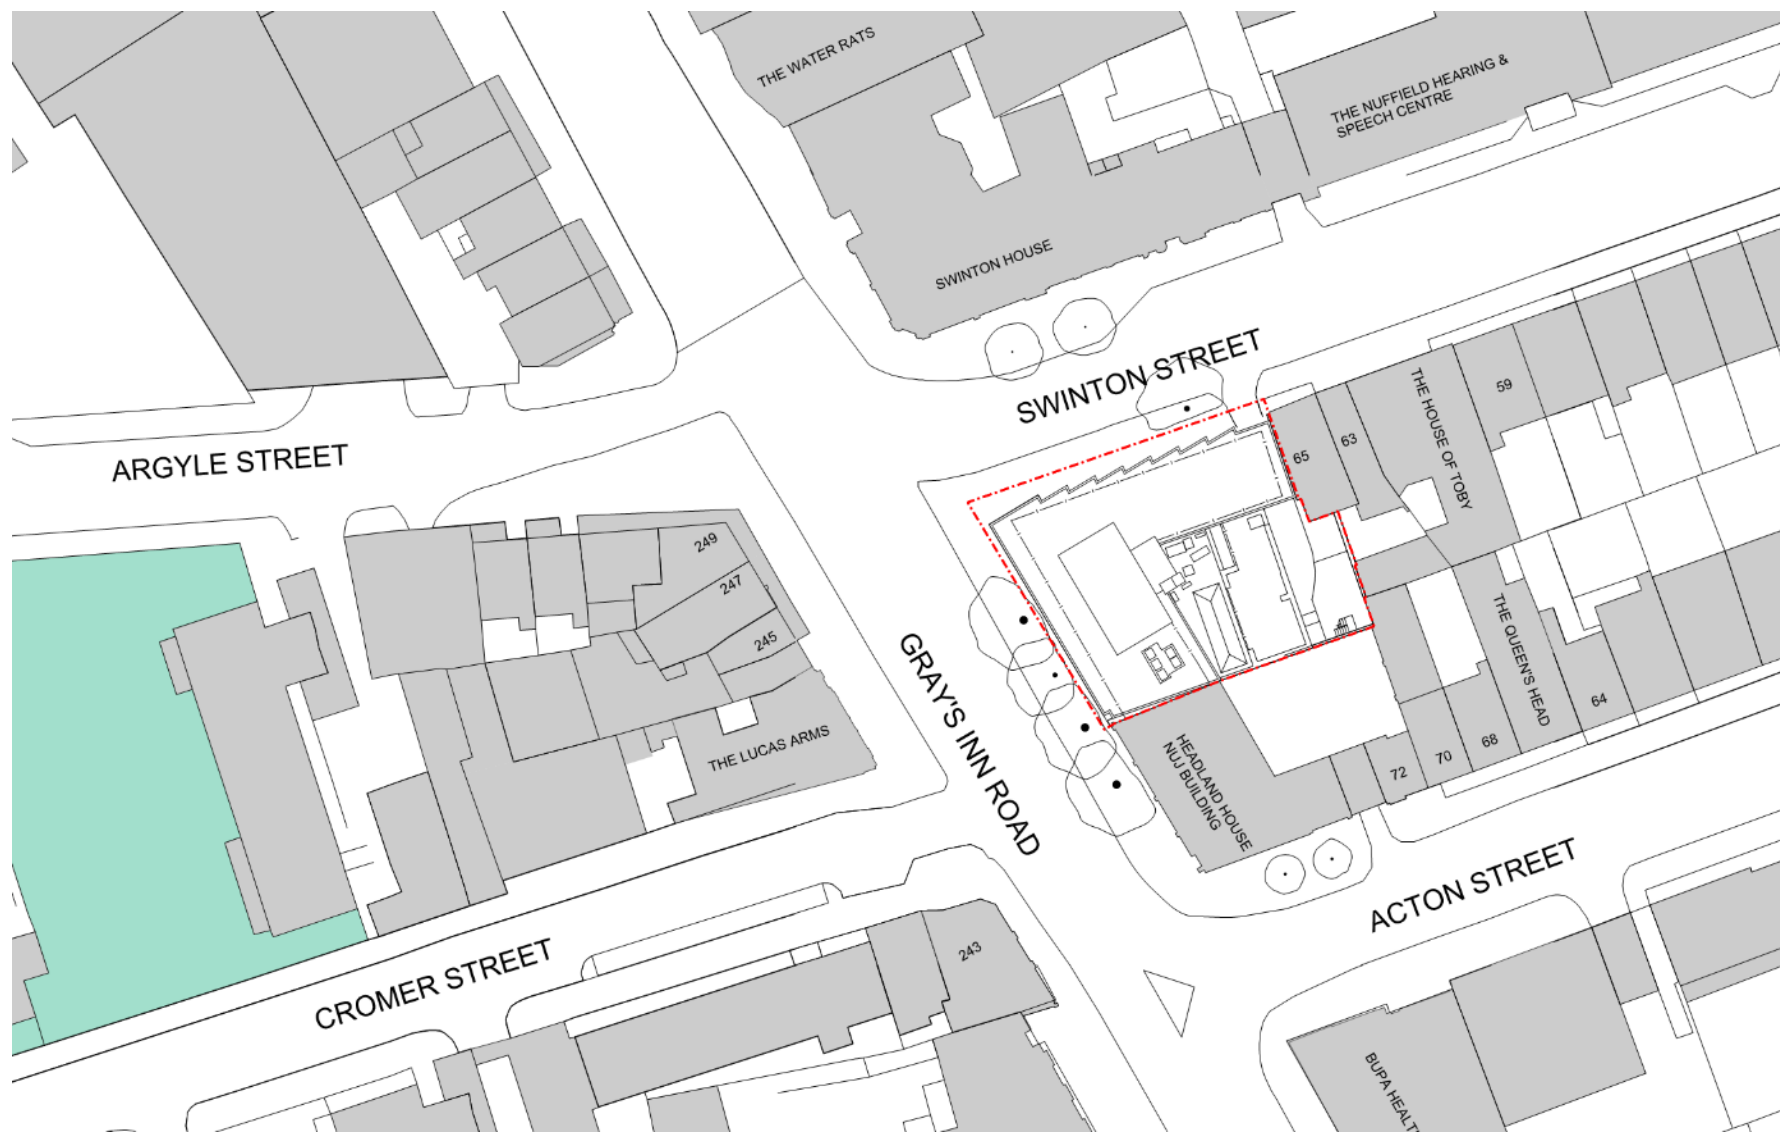 THE WATER RATS
THE NUFFIELD HEARING &
SPEECH CENTRE
SWINTON HOUSE
SWINTON STREET
59
THE HOUSE OF TOBY
63
65
ARGYLE STREET
249
247
245
THE LUCAS ARMS
GRAY'S INN ROAD
HEADLAND HOUSE
NUJ BUILDING
THE QUEEN'S HEAD
64
68
70
72
ACTON STREET
CROMER STREET
243
BUPA HEALT